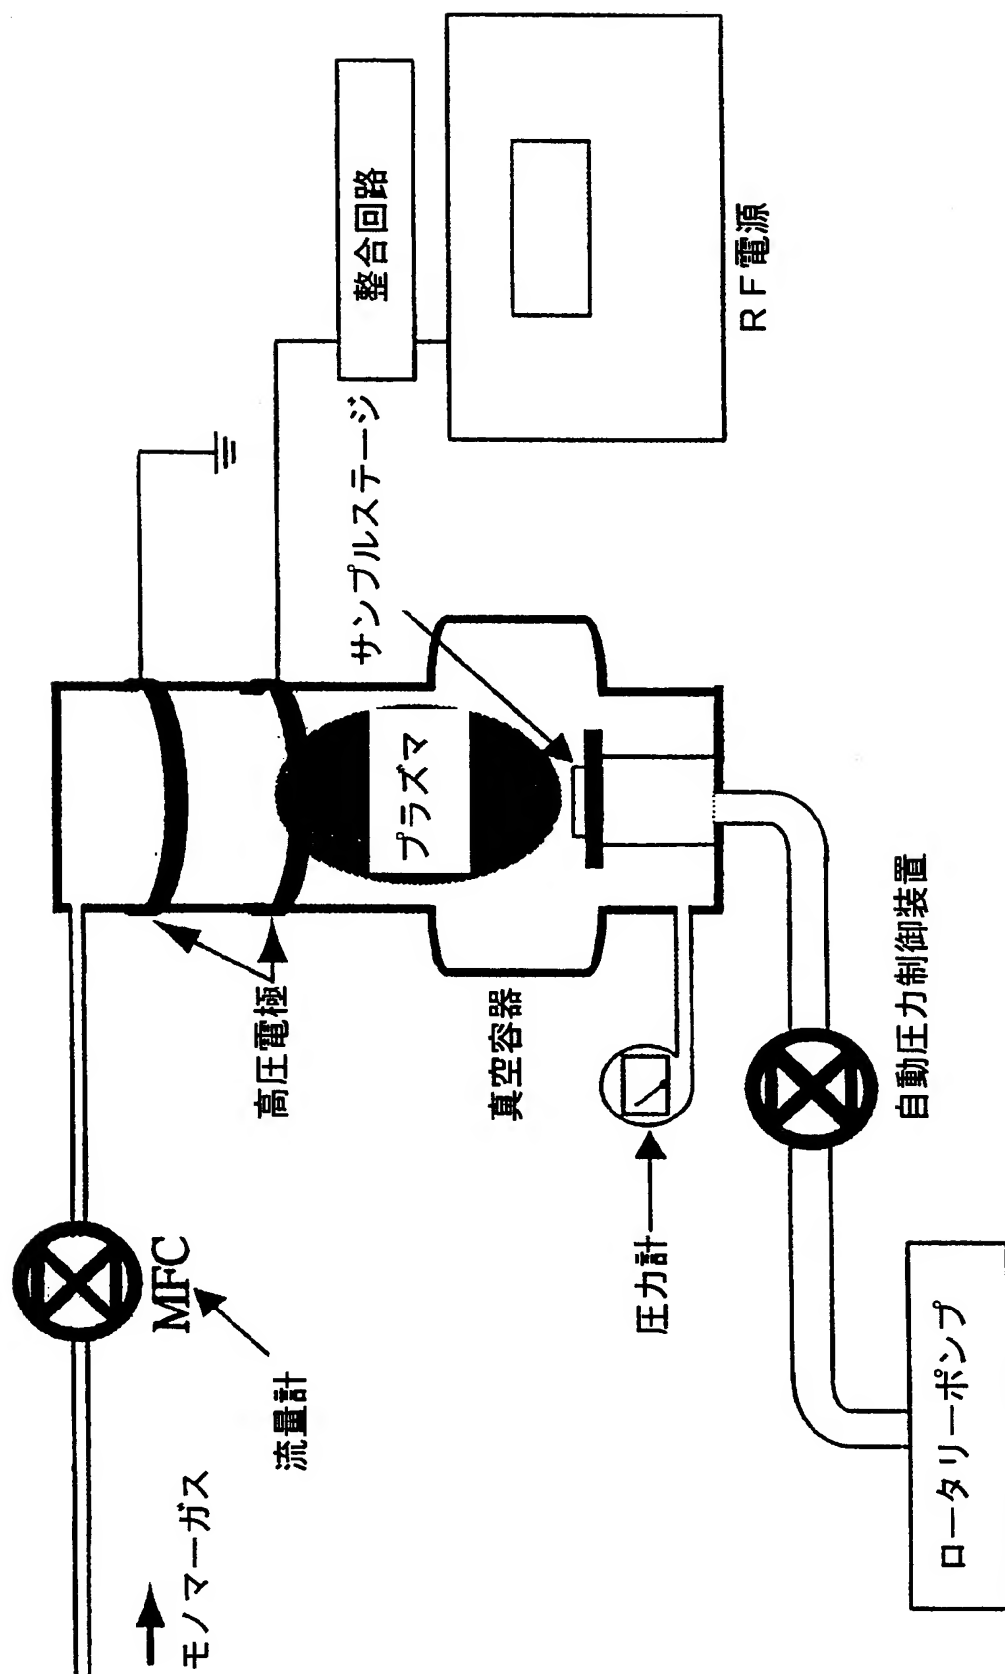 モノマーガス
流量計
MFC
高圧電極
プラズマ
真空容器
サンプルステージ
整合回路
RF電源
圧力計
自動圧力制御装置
ロータリーポンプ